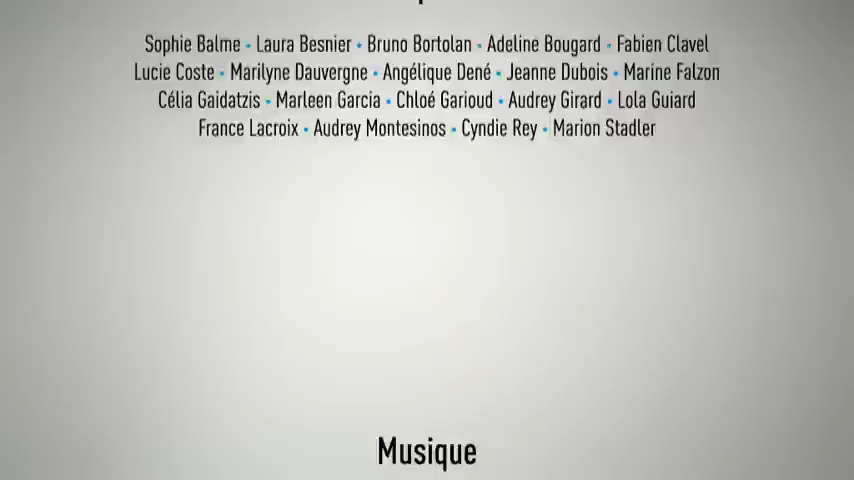 Sophie Balme • Laura Besnier • Bruno Bortolan • Adeline Bougard • Fabien Clavel
Lucie Coste • Marilyne Dauvergne • Angélique Dené • Jeanne Dubois • Marine Falzon
Célia Gaidatzis • Marleen Garcia • Chloé Garioud • Audrey Girard • Lola Guiard
France Lacroix • Audrey Montesinos • Cyndie Rey • Marion Stadler
Musique